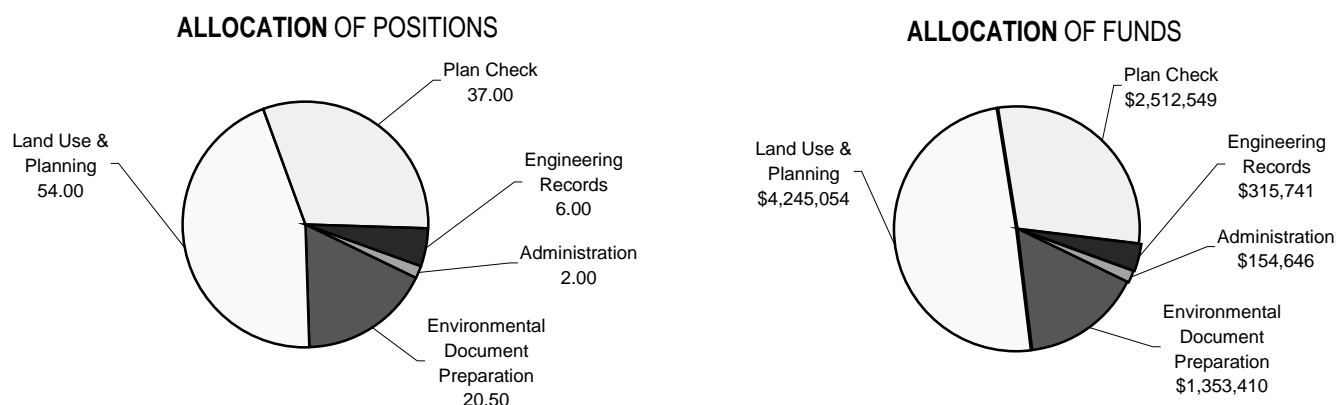 ALLOCATION OF POSITIONS
Plan Check
37.00
Land Use &
Planning
54.00
Engineering
Records
6.00
Administration
2.00
Environmental
Document
Preparation
20.50
ALLOCATION OF FUNDS
Plan Check
$2,512,549
Land Use &
Planning
$4,245,054
Engineering
Records
$315,741
Administration
$154,646
Environmental
Document
Preparation
$1,353,410